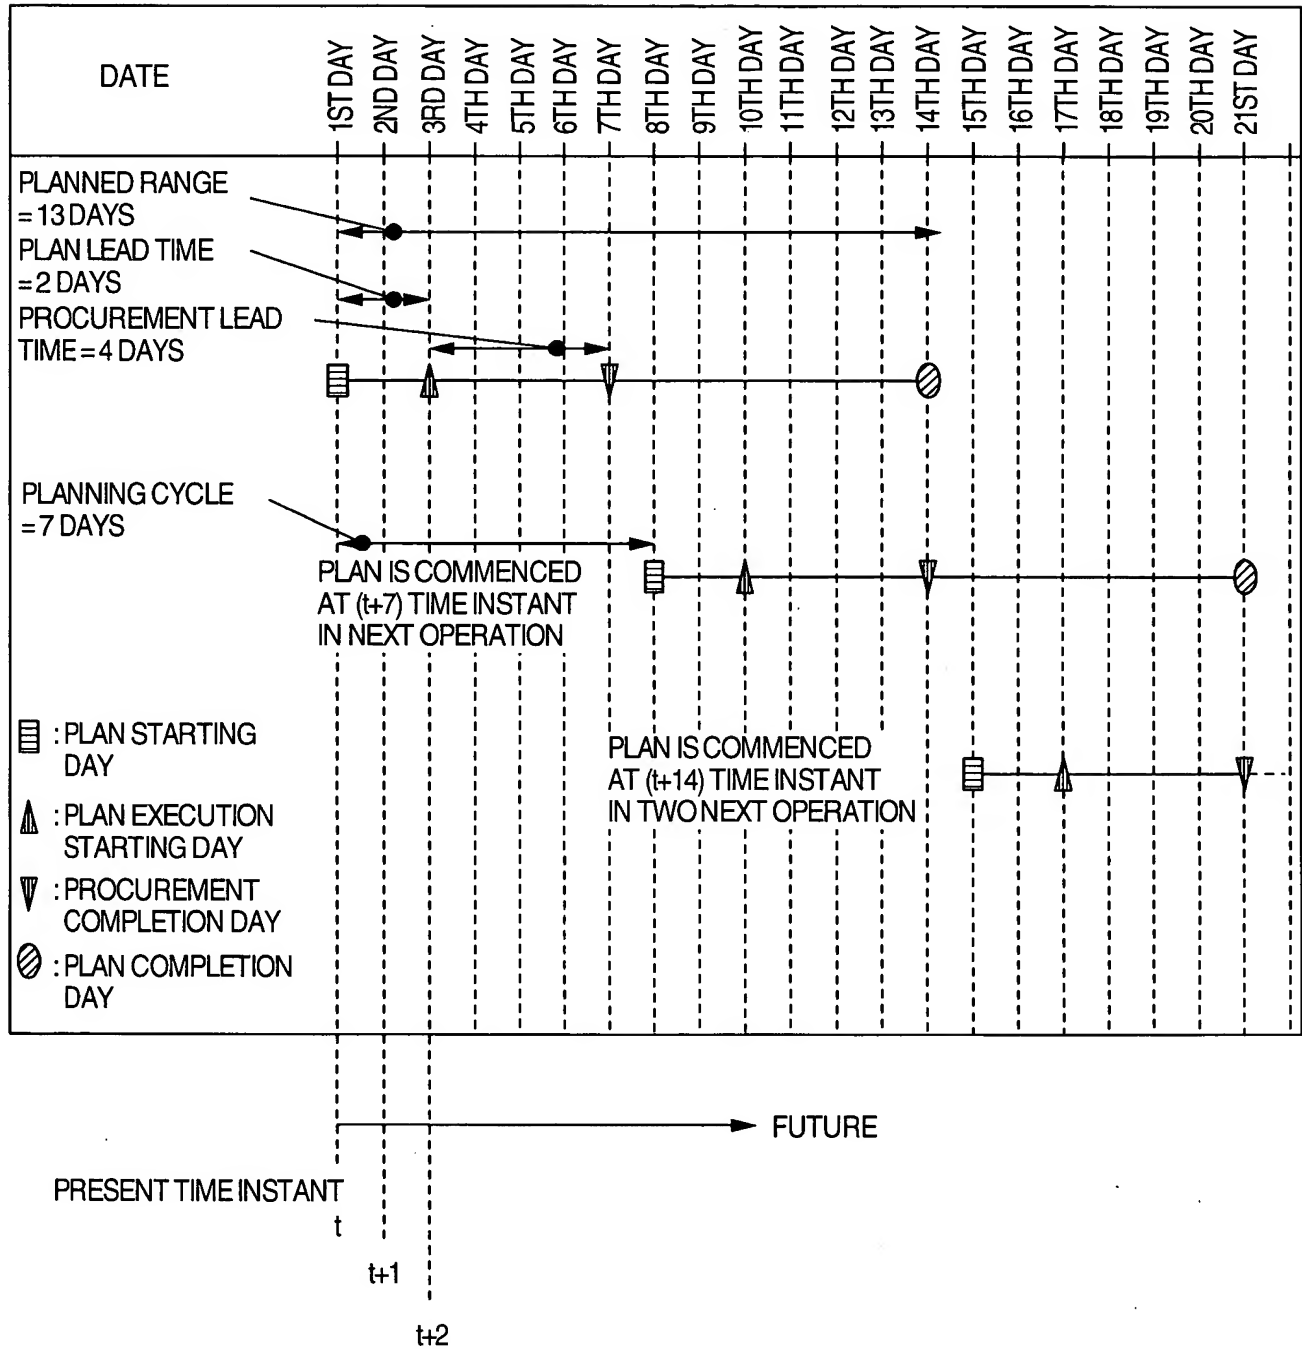 DATE
1ST DAY
2ND DAY
3RD DAY
4TH DAY
5TH DAY
6TH DAY
7TH DAY
8TH DAY
9TH DAY
10TH DAY
11TH DAY
12TH DAY
13TH DAY
14TH DAY
15TH DAY
16TH DAY
17TH DAY
18TH DAY
19TH DAY
20TH DAY
21ST DAY
PLANNED RANGE
=13 DAYS
PLAN LEAD TIME
=2 DAYS
PROCUREMENT LEAD
TIME=4 DAYS
PLANNING CYCLE
=7 DAYS
PLAN IS COMMENCED
AT (t+7) TIME INSTANT
IN NEXT OPERATION
PLAN IS COMMENCED
AT (t+14) TIME INSTANT
IN TWO NEXT OPERATION
: PLAN STARTING
DAY
: PLAN EXECUTION
STARTING DAY
: PROCUREMENT
COMPLETION DAY
: PLAN COMPLETION
DAY
FUTURE
PRESENT TIME INSTANT
t
t+1
t+2